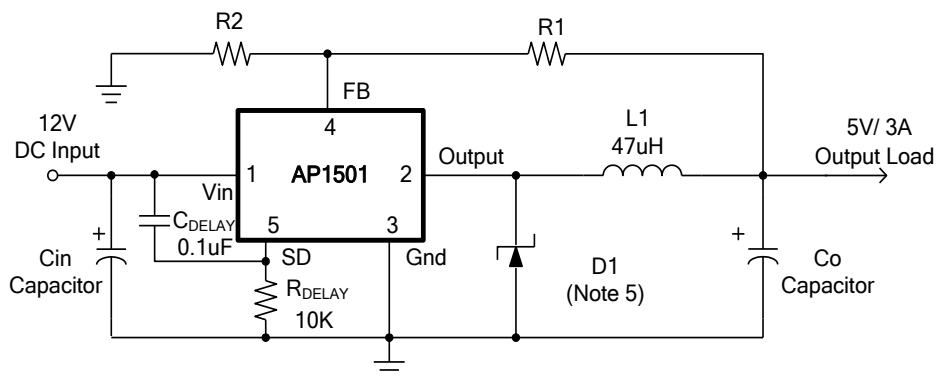 R2
R1
FB
4
12V
DC Input
L1
47uH
5V/ 3A
Output Load
Output
1
AP1501
2
Vin
C_DELAY
0.1uF
5
3
SD
Gnd
+
Cin
Capacitor
R_DELAY
10K
D1
(Note 5)
+
Co
Capacitor